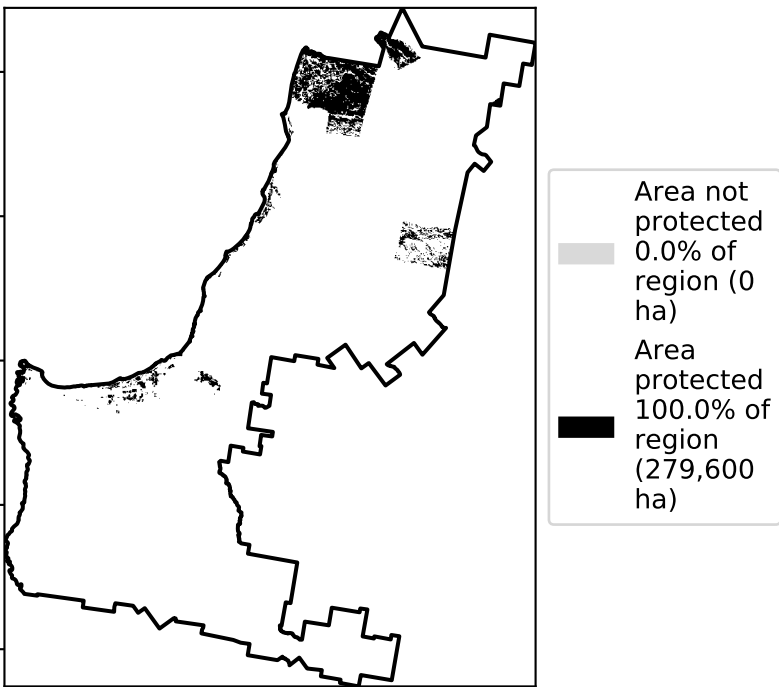 Area not
protected
0.0% of
region (0
ha)
Area
protected
100.0% of
region
(279,600
ha)